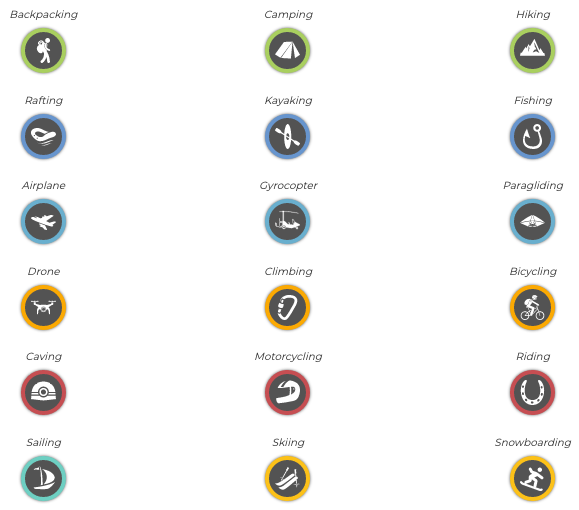 Backpacking Camping Hiking
Rafting Kayaking Fishing
Airplane Gyrocopter Paragliding
Drone Climbing Bicycling
Caving Motorcycling Riding
Sailing Skiing Snowboarding